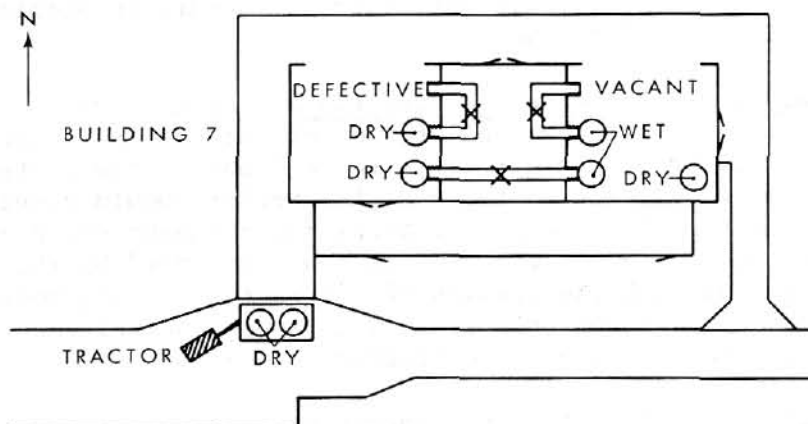 N
DEFECTIVE
VACANT
BUILDING 7
DRY
WET
DRY
DRY
TRACTOR
DRY